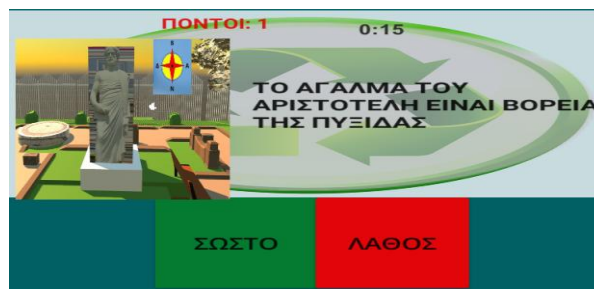 ΠΟΝΤΟΙ: 1
0:15
Β
Δ Α
Ν
ΤΟ ΑΓΑΛΜΑ ΤΟΥ
ΑΡΙΣΤΟΤΕΛΗ ΕΙΝΑΙ ΒΟΡΕΙΑ
ΤΗΣ ΠΥΞΙΔΑΣ
ΣΩΣΤΟ
ΛΑΘΟΣ